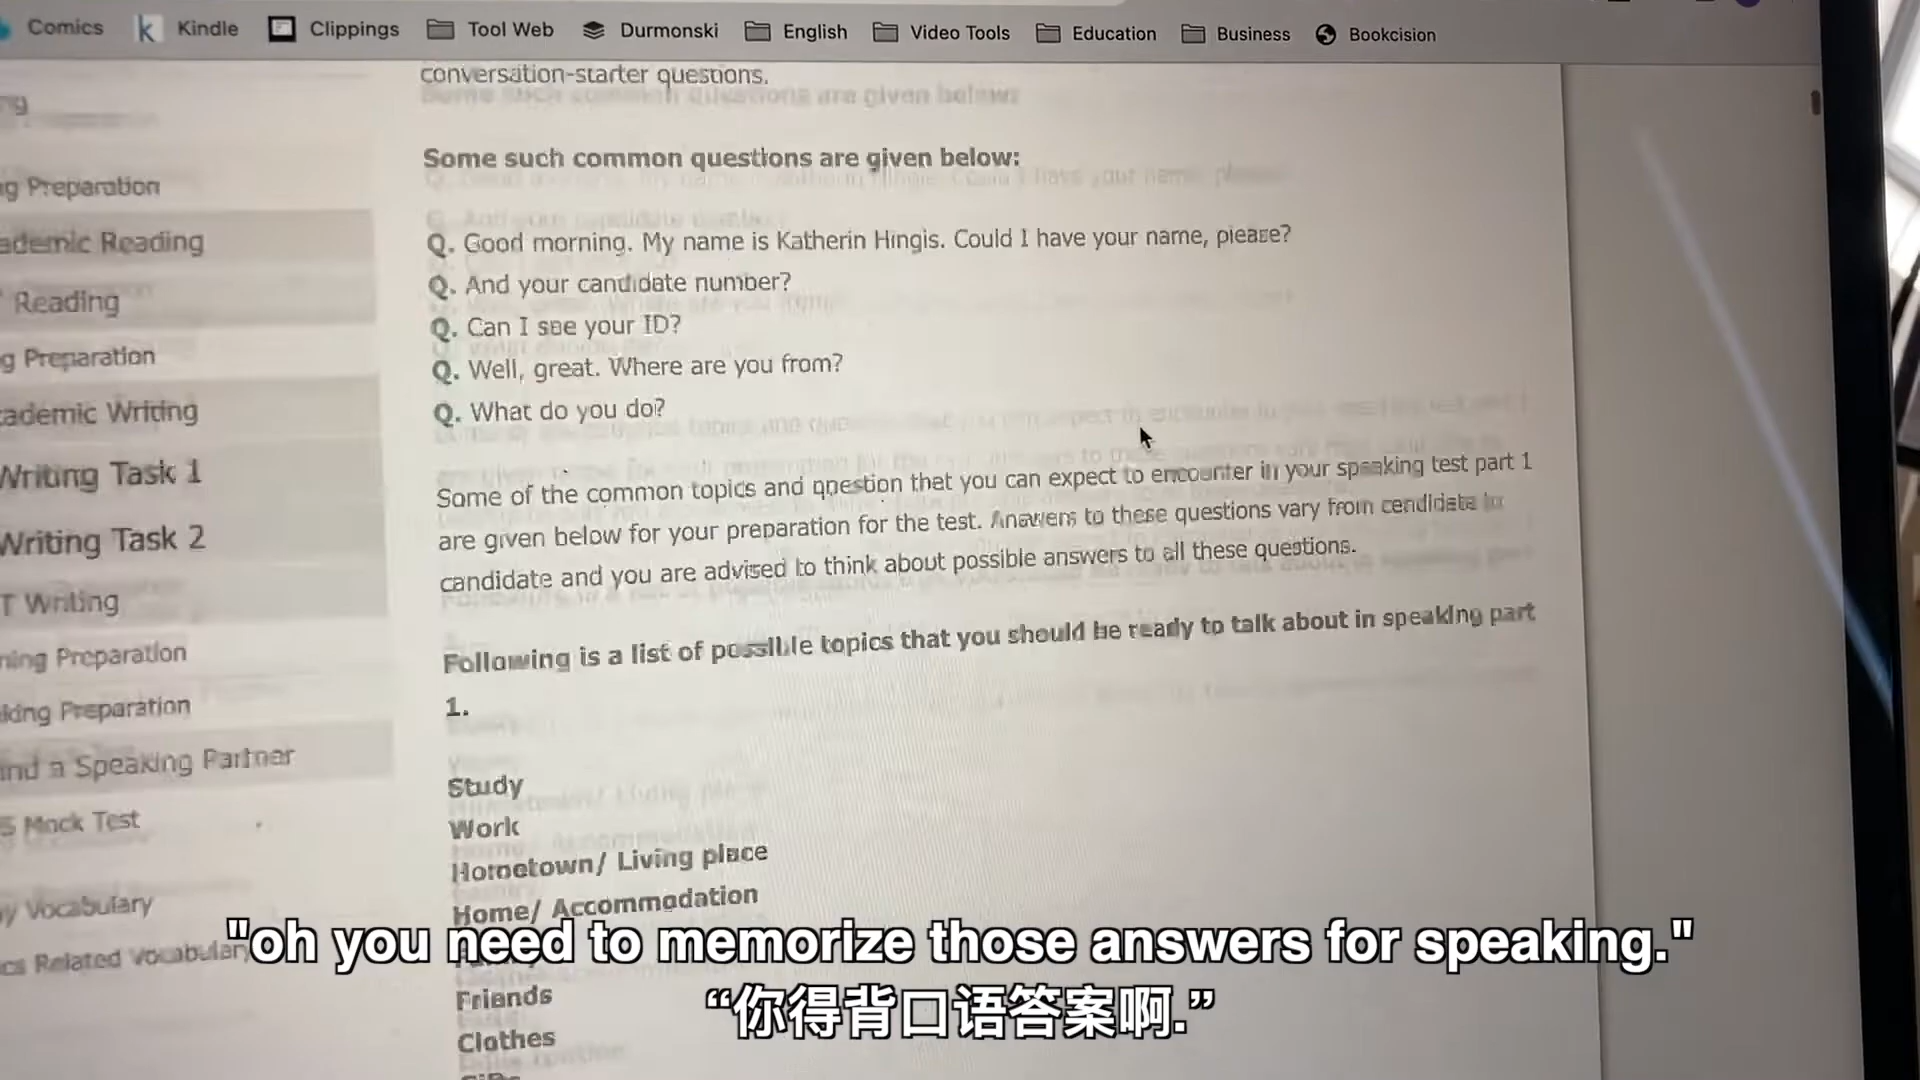 Comics Kindle Clippings Tool Web Durmonski English Video Tools Education Business Bookcision
conversation-starter questions.
Some such common questions are given below:
Q. Good morning. My name is Katherin Hingis. Could I have your name, please?
Q. And your candidate number?
Q. Can I see your ID?
Q. Well, great. Where are you from?
Q. What do you do?
Some of the common topics and question that you can expect to encounter in your speaking test part 1
are given below for your preparation for the test. Answers to these questions vary from candidate to
candidate and you are advised to think about possible answers to all these questions.
Following is a list of possible topics that you should be ready to talk about in speaking part
1.
Study
Work
Hometown/ Living place
Home/ Accommodation
Friends
Clothes
ng
ng Preparation
ademic Reading
Reading
g Preparation
cademic Writing
Writing Task 1
Writing Task 2
T Writing
ning Preparation
aking Preparation
ind a Speaking Partner
S Mock Test
y Vocabulary
cs Related Vocabulary
"oh you need to memorize those answers for speaking."
“你得背口语答案啊.”